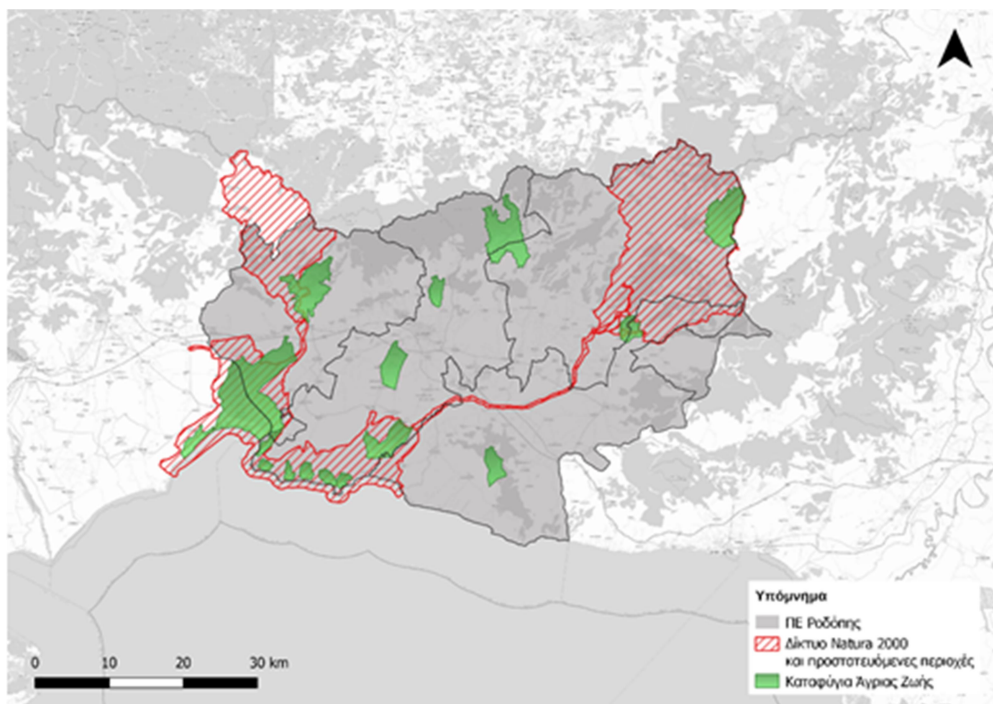 Υπόμνημα
ΠΕ Ροδόπης
Δίκτυο Natura 2000
και προστατευόμενες περιοχές
Καταφύγια Άγριας Ζωής
0 10 20 30 km